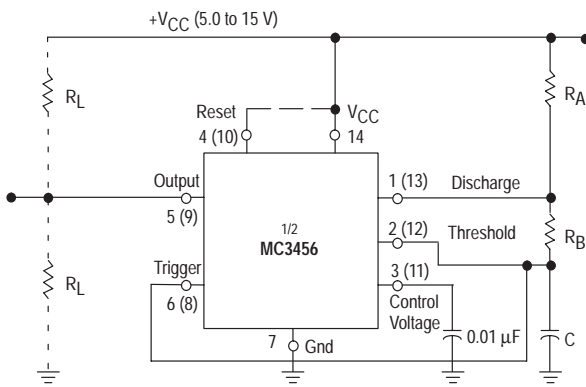 +VCC (5.0 to 15 V)
RL
Reset
4 (10)
VCC
14
RA
Output
5 (9)
1 (13)
Discharge
1/2
MC3456
2 (12)
Threshold
RB
Trigger
6 (8)
3 (11)
Control
Voltage
RL
7
Gnd
0.01 μF
C